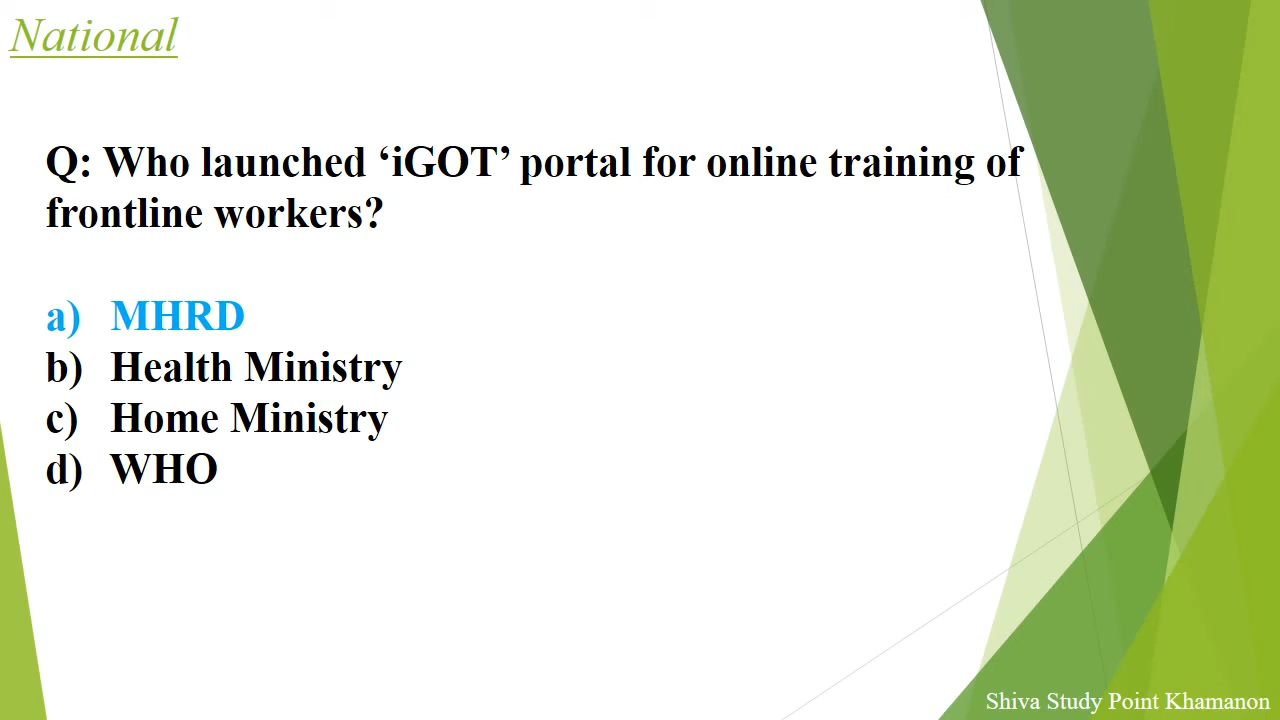 National
Q: Who launched ‘iGOT’ portal for online training of
frontline workers?
a) MHRD
b) Health Ministry
c) Home Ministry
d) WHO
Shiva Study Point Khamanon